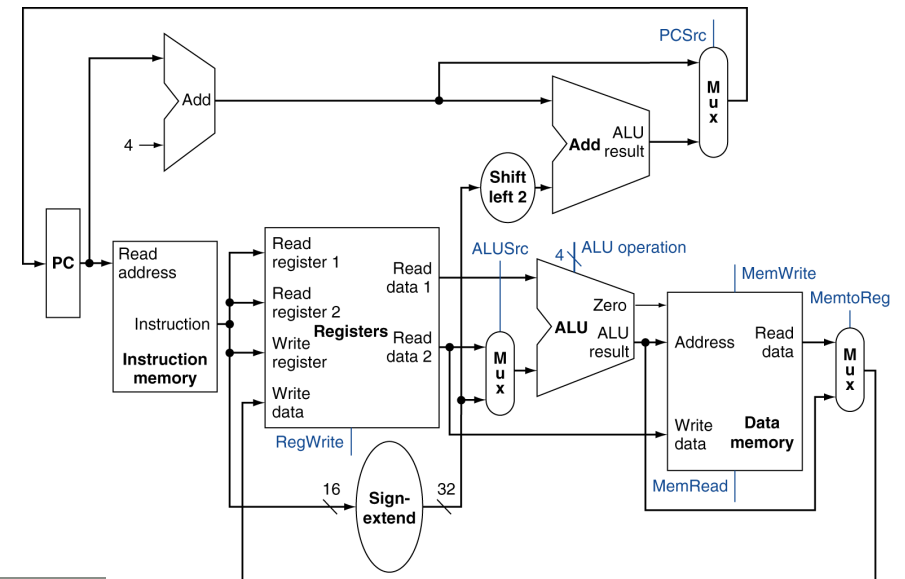 PCSrc
M
u
x
Add
4
Add
ALU
result
Shift
left 2
PC
Read
address
Instruction
Instruction
memory
Read
register 1
Read
register 2
Write
register
Write
data
Registers
Read
data 1
Read
data 2
RegWrite
ALUSrc
M
u
x
4
ALU operation
Zero
ALU
ALU
result
MemWrite
Address
Read
data
Write
data
Data
memory
MemRead
MemtoReg
M
u
x
16
Sign-
extend
32